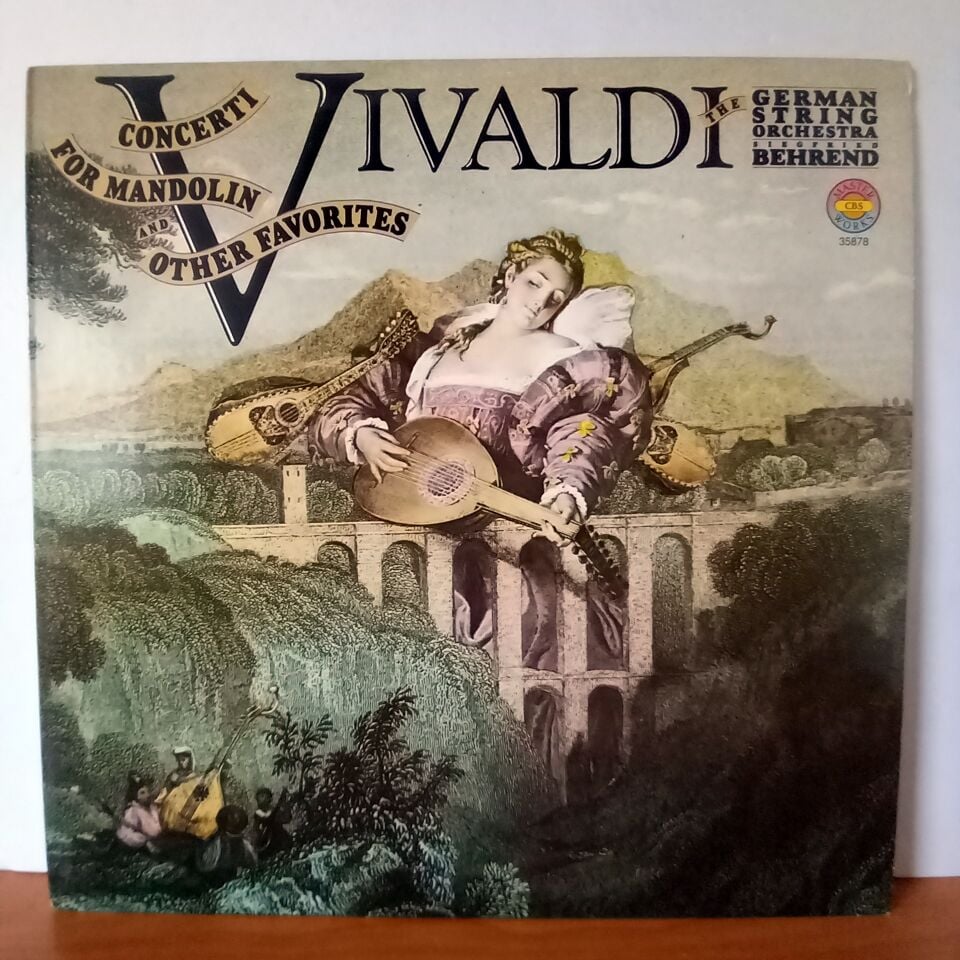 VIVALDI
CONCERTI
FOR MANDOLIN
AND
OTHER FAVORITES
THE
GERMAN
STRING
ORCHESTRA
SIEGFRIED
BEHREND
MASTER
CBS
WORKS
35878